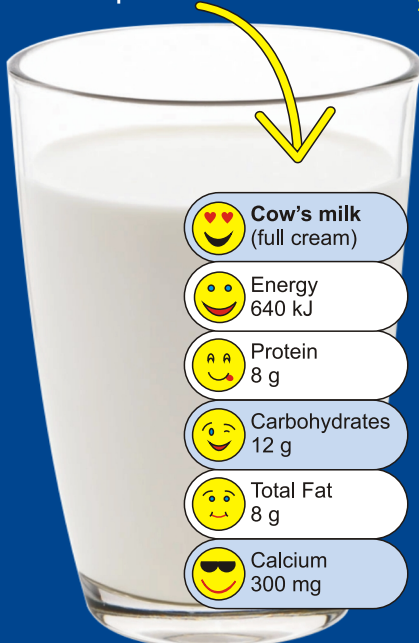 Cow's milk
(full cream)
Energy
640 kJ
Protein
8 g
Carbohydrates
12 g
Total Fat
8 g
Calcium
300 mg